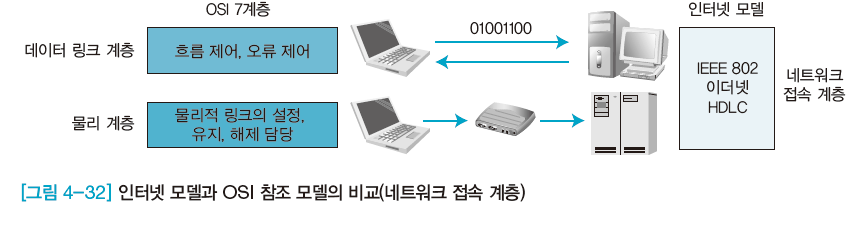 OSI 7계층
인터넷 모델
데이터 링크 계층
흐름 제어, 오류 제어
01001100
IEEE 802
이더넷
HDLC
네트워크
접속 계층
물리 계층
물리적 링크의 설정,
유지, 해제 담당
[그림 4-32] 인터넷 모델과 OSI 참조 모델의 비교(네트워크 접속 계층)